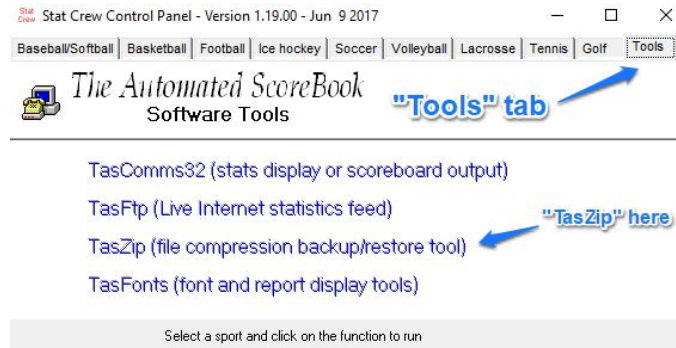 Stat Crew Stat Crew Control Panel - Version 1.19.00 - Jun 9 2017
Baseball/Softball Basketball Football Ice hockey Soccer Volleyball Lacrosse Tennis Golf Tools
The Automated ScoreBook
Software Tools
"Tools" tab
TasComms32 (stats display or scoreboard output)
TasFtp (Live Internet statistics feed)
"TasZip" here
TasZip (file compression backup/restore tool)
TasFonts (font and report display tools)
Select a sport and click on the function to run